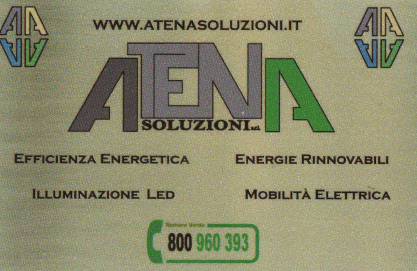 WWW.ATENASOLUZIONI.IT
ATENA
SOLUZIONI srl
EFFICIENZA ENERGETICA ENERGIE RINNOVABILI
ILLUMINAZIONE LED MOBILITÀ ELETTRICA
Numero Verde
800 960 393